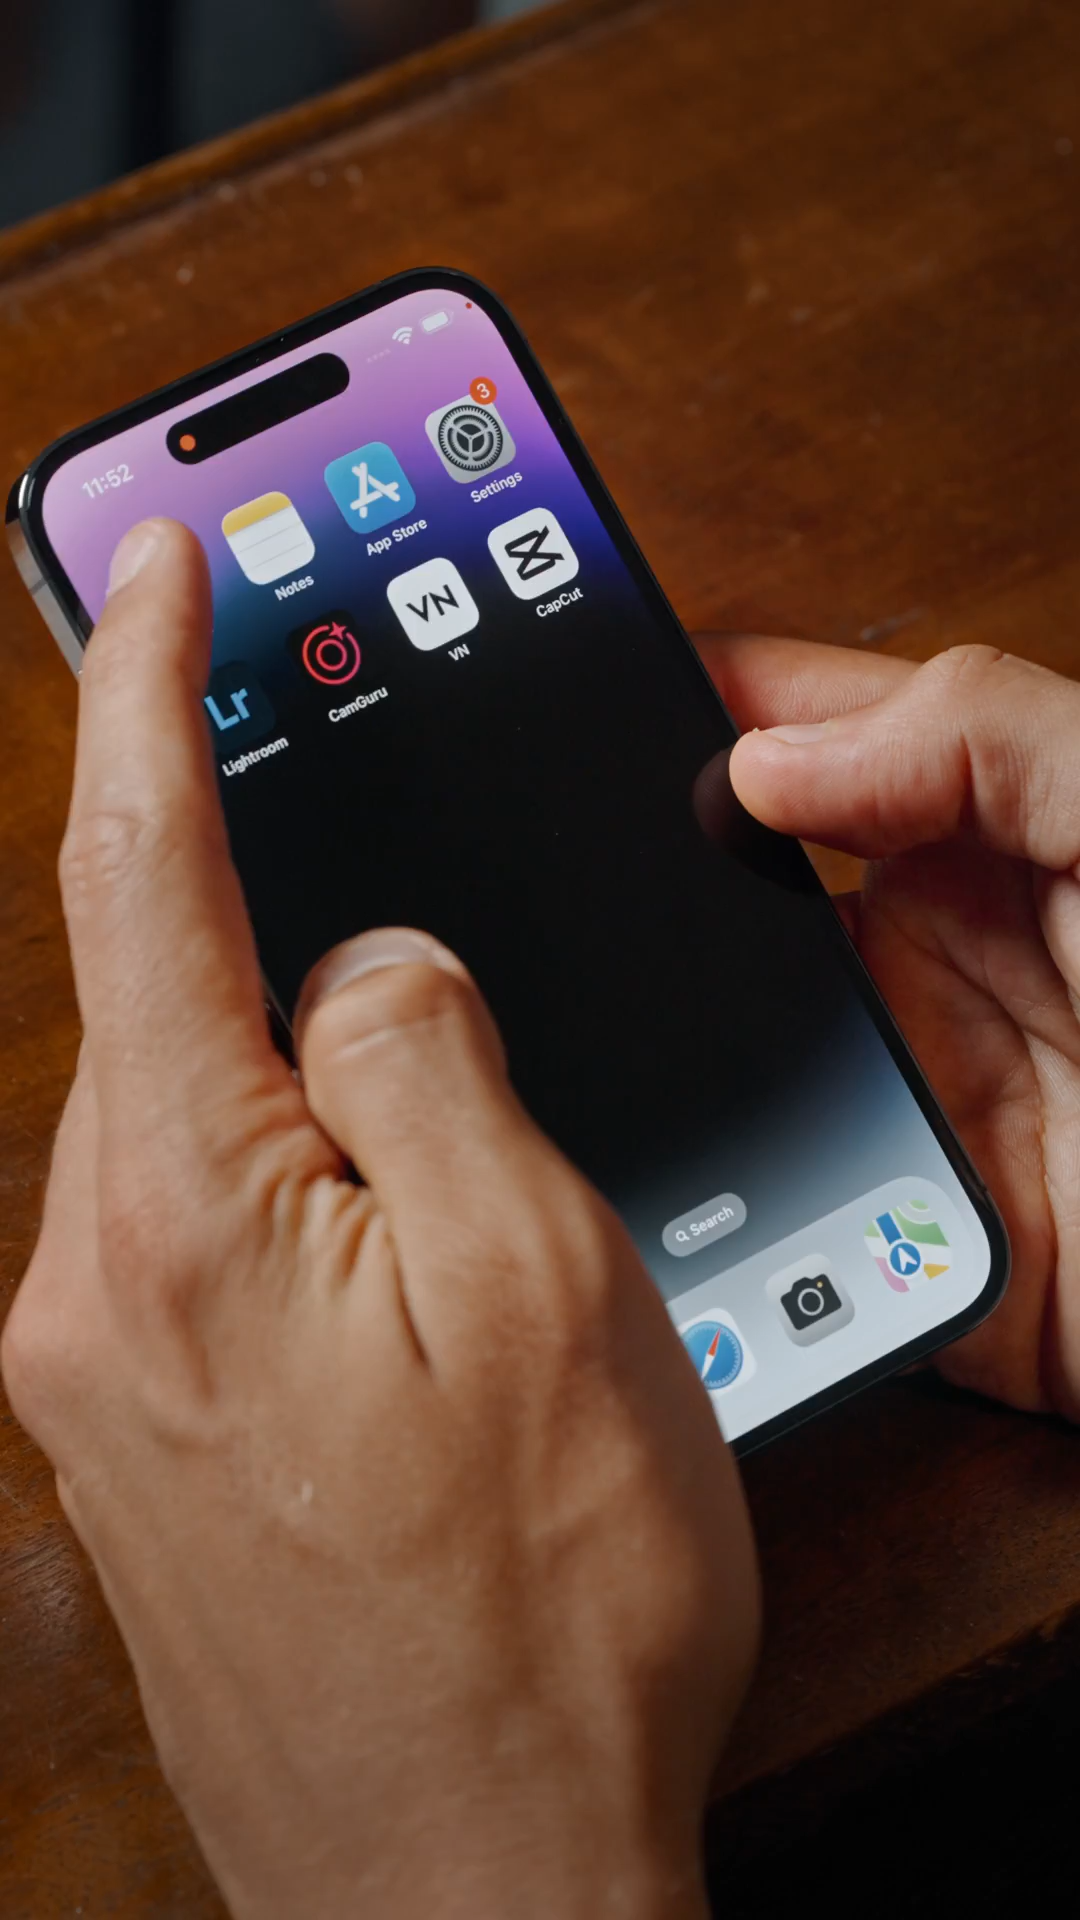 11:52
Notes
App Store
3
Settings
Lr
Lightroom
CamGuru
VN
VN
CapCut
Search